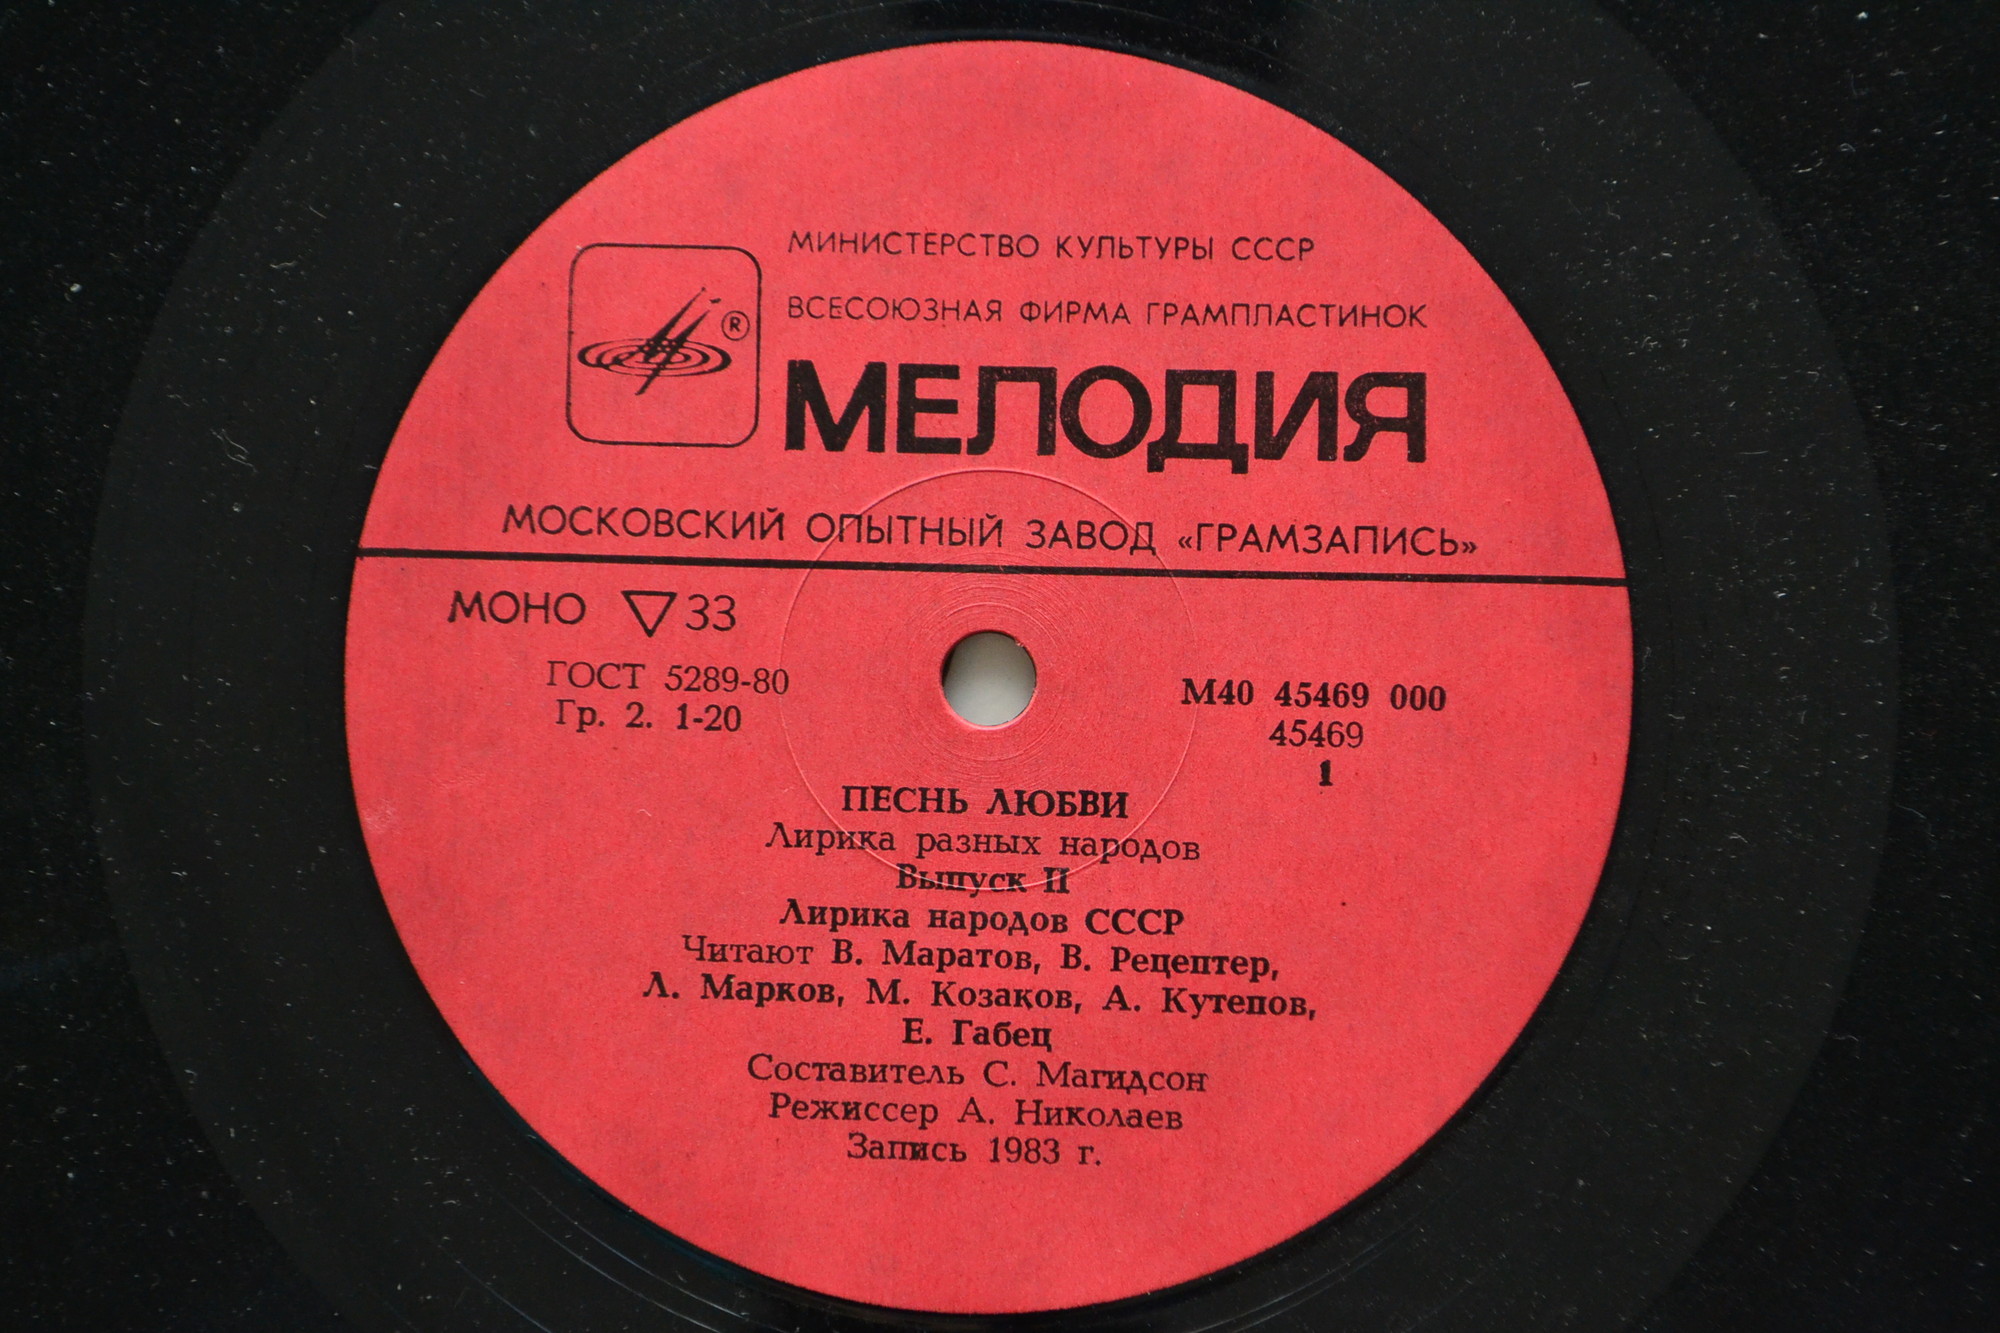 МИНИСТЕРСТВО КУЛЬТУРЫ СССР
ВСЕСОЮЗНАЯ ФИРМА ГРАМПЛАСТИНОК
®
МЕЛОДИЯ
МОСКОВСКИЙ ОПЫТНЫЙ ЗАВОД «ГРАМЗАПИСЬ»
МОНО ▽ 33
ГОСТ 5289-80
Гр. 2. 1-20
М40 45469 000
45469
1
ПЕСНЬ ЛЮБВИ
Лирика разных народов
Выпуск II
Лирика народов СССР
Читают В. Маратов, В. Рецептер,
Л. Марков, М. Козаков, А. Кутепов,
Е. Габец
Составитель С. Магидсон
Режиссер А. Николаев
Запись 1983 г.